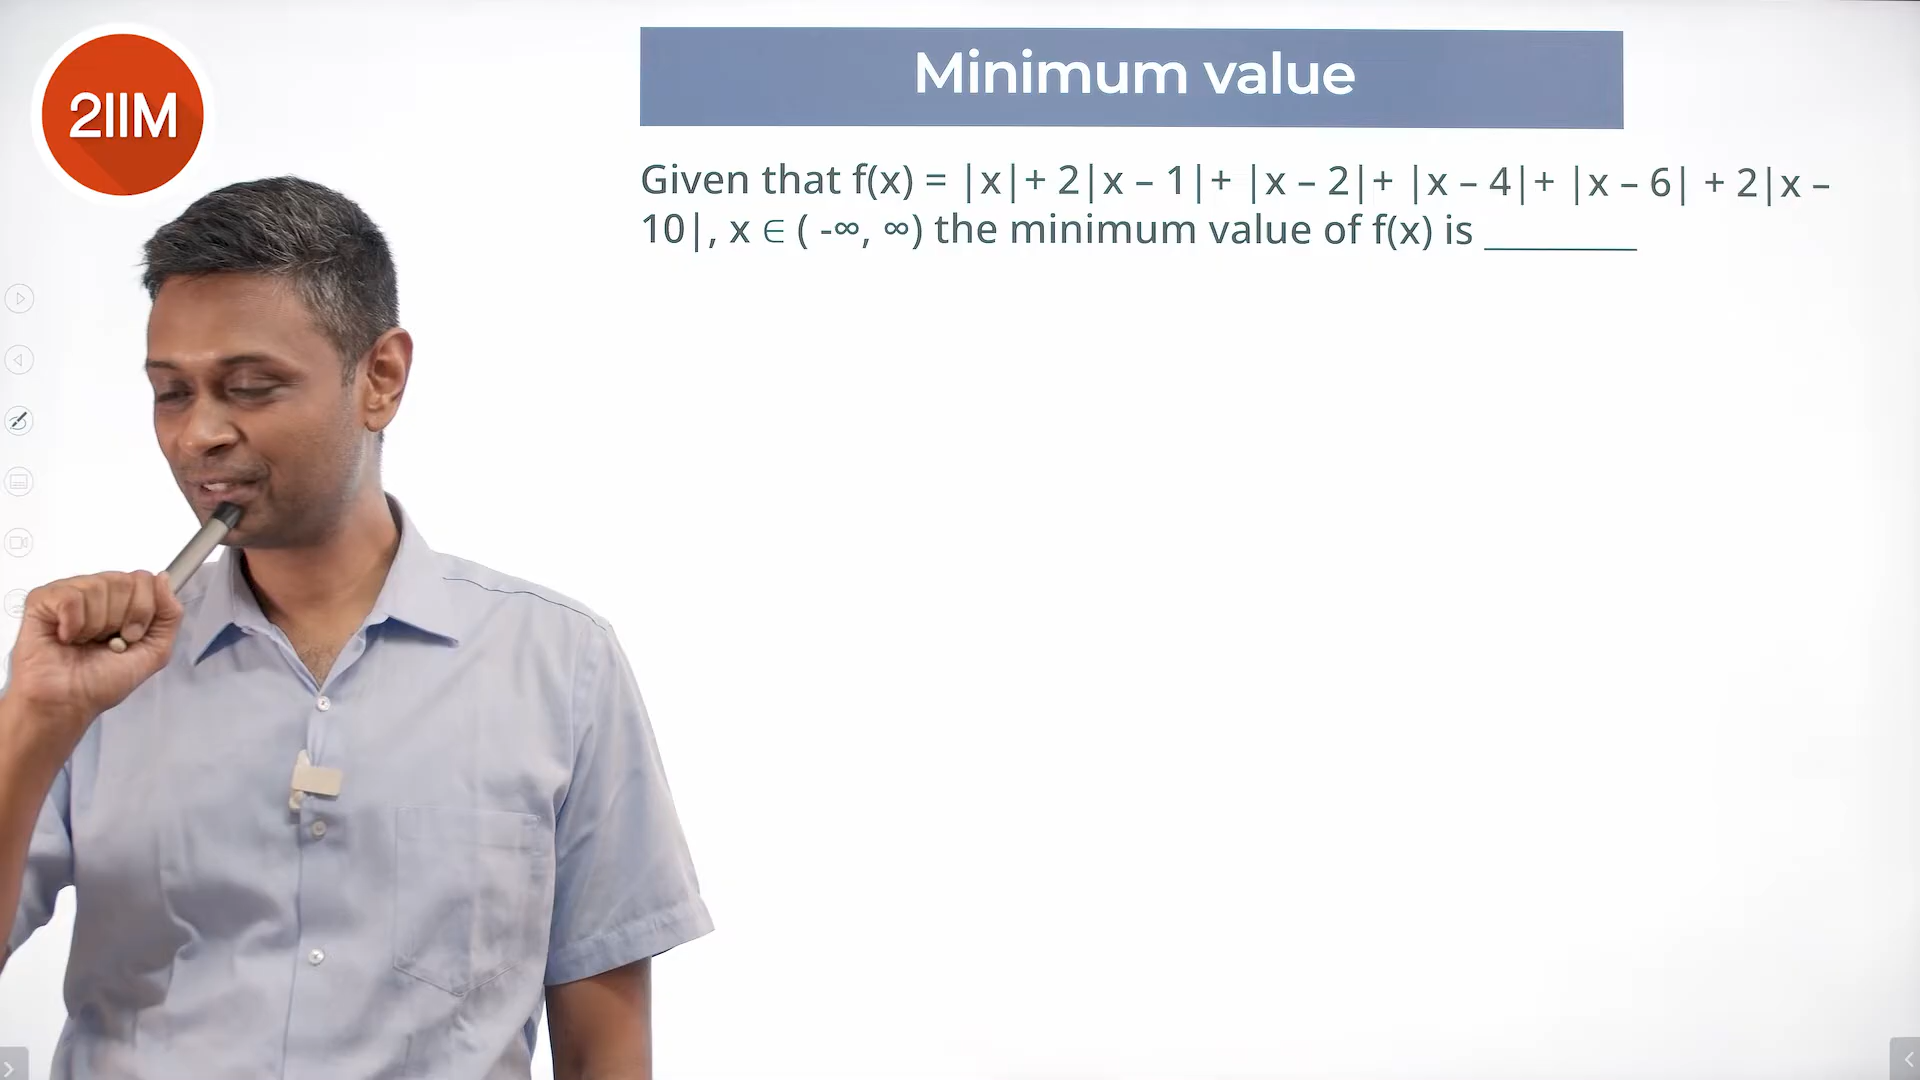 2IIM
Minimum value
Given that f(x) = |x|+ 2|x – 1|+ |x – 2|+ |x – 4|+ |x – 6| + 2|x –
10|, x ∈ ( -∞, ∞) the minimum value of f(x) is ________